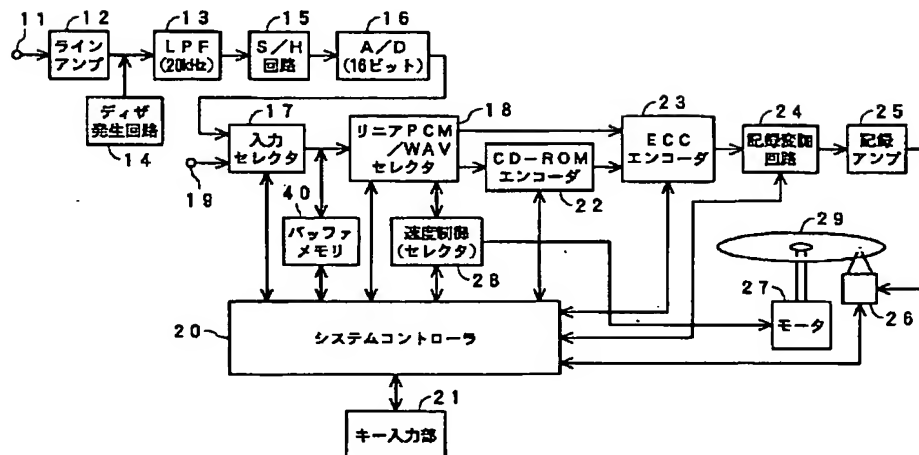 11
12
ライン
アンプ
13
LPF
(20kHz)
15
S/H
回路
16
A/D
(16ビット)
ディザ
発生回路
14
17
入力
セレクタ
19
18
リニアPCM
/WAV
セレクタ
CD-ROM
エンコーダ
22
23
ECC
エンコーダ
24
記録変調
回路
25
記録
アンプ
40
バッファ
メモリ
速度制御
(セレクタ)
28
29
27
モータ
26
20
システムコントローラ
21
キー入力部